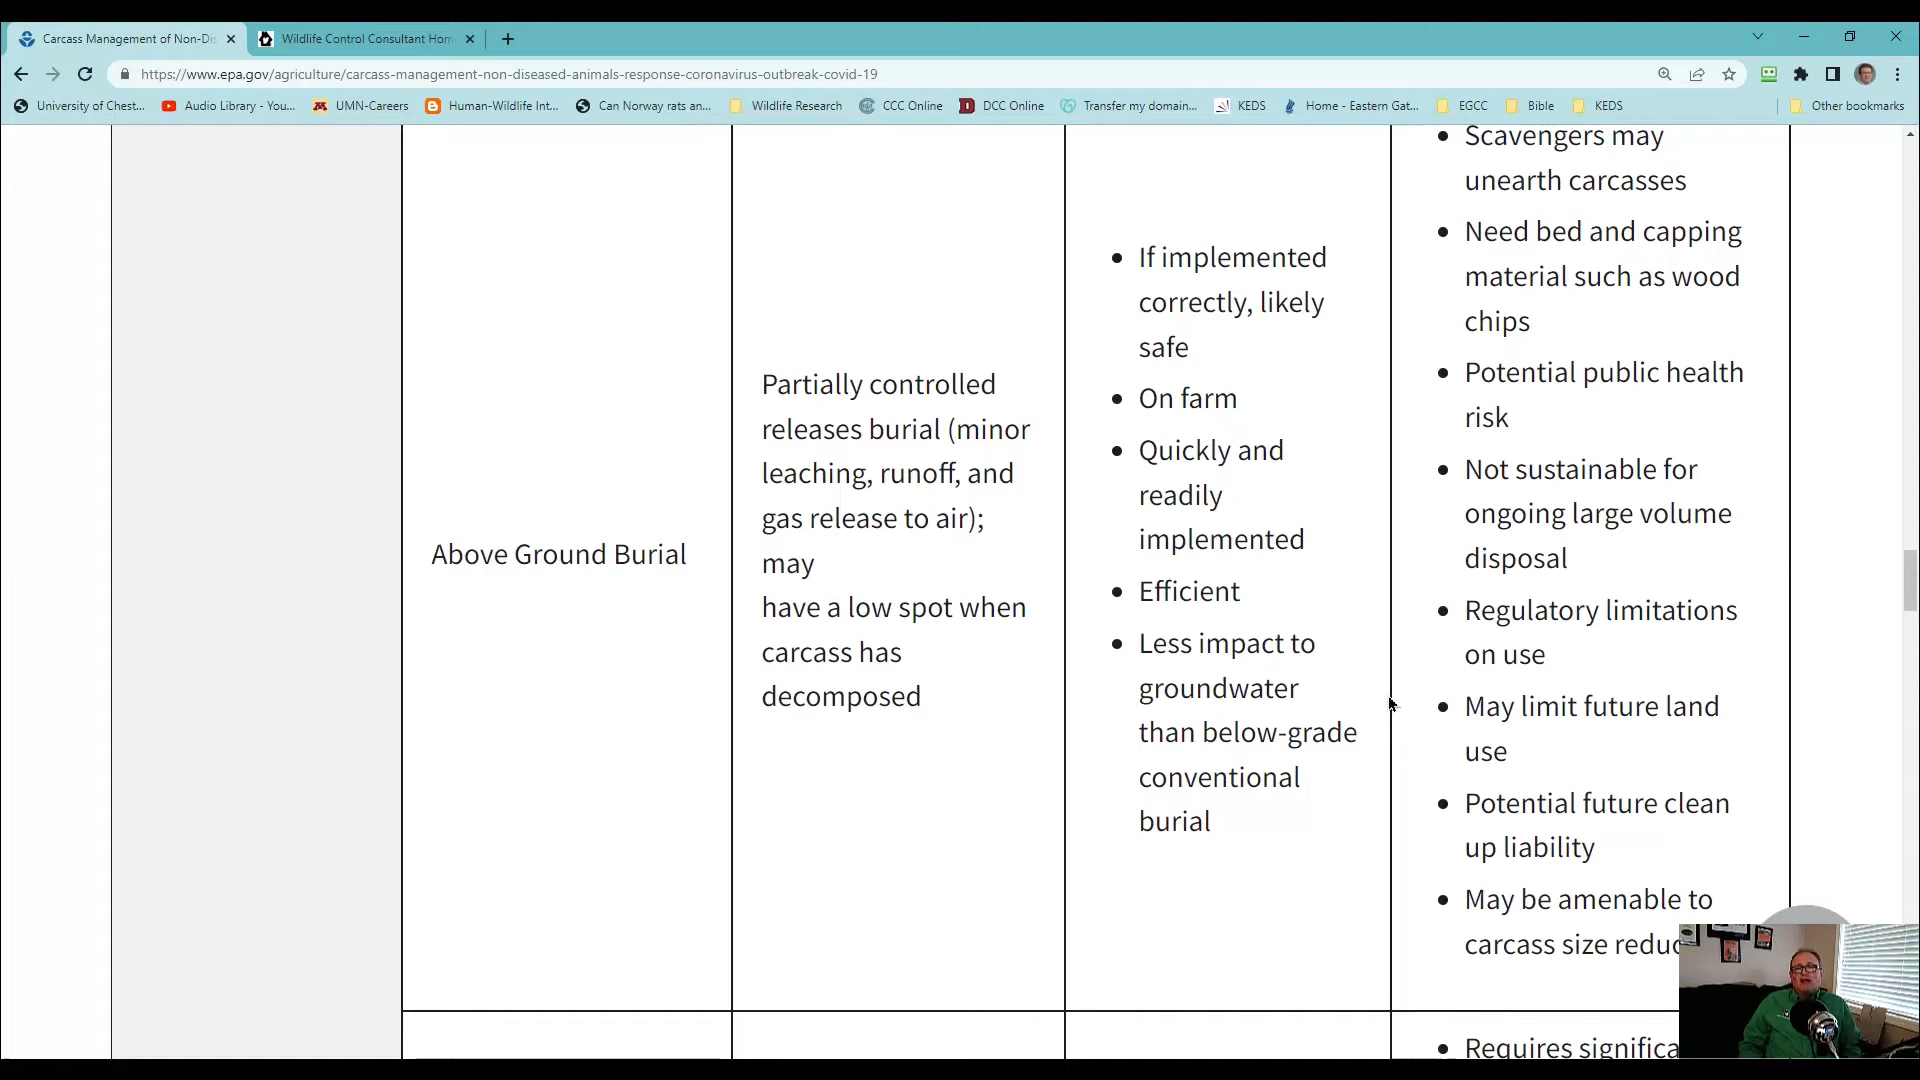 Carcass Management of Non-Dis
Wildlife Control Consultant Hom
https://www.epa.gov/agriculture/carcass-management-non-diseased-animals-response-coronavirus-outbreak-covid-19
University of Chest...
Audio Library - You...
UMN-Careers
Human-Wildlife Int...
Can Norway rats an...
Wildlife Research
CCC Online
DCC Online
Transfer my domain...
KEDS
Home - Eastern Gat...
EGCC
Bible
KEDS
Other bookmarks
Above Ground Burial
Partially controlled
releases burial (minor
leaching, runoff, and
gas release to air);
may
have a low spot when
carcass has
decomposed
If implemented
correctly, likely
safe
On farm
Quickly and
readily
implemented
Efficient
Less impact to
groundwater
than below-grade
conventional
burial
Scavengers may
unearth carcasses
Need bed and capping
material such as wood
chips
Potential public health
risk
Not sustainable for
ongoing large volume
disposal
Regulatory limitations
on use
May limit future land
use
Potential future clean
up liability
May be amenable to
carcass size reduc
Requires significa